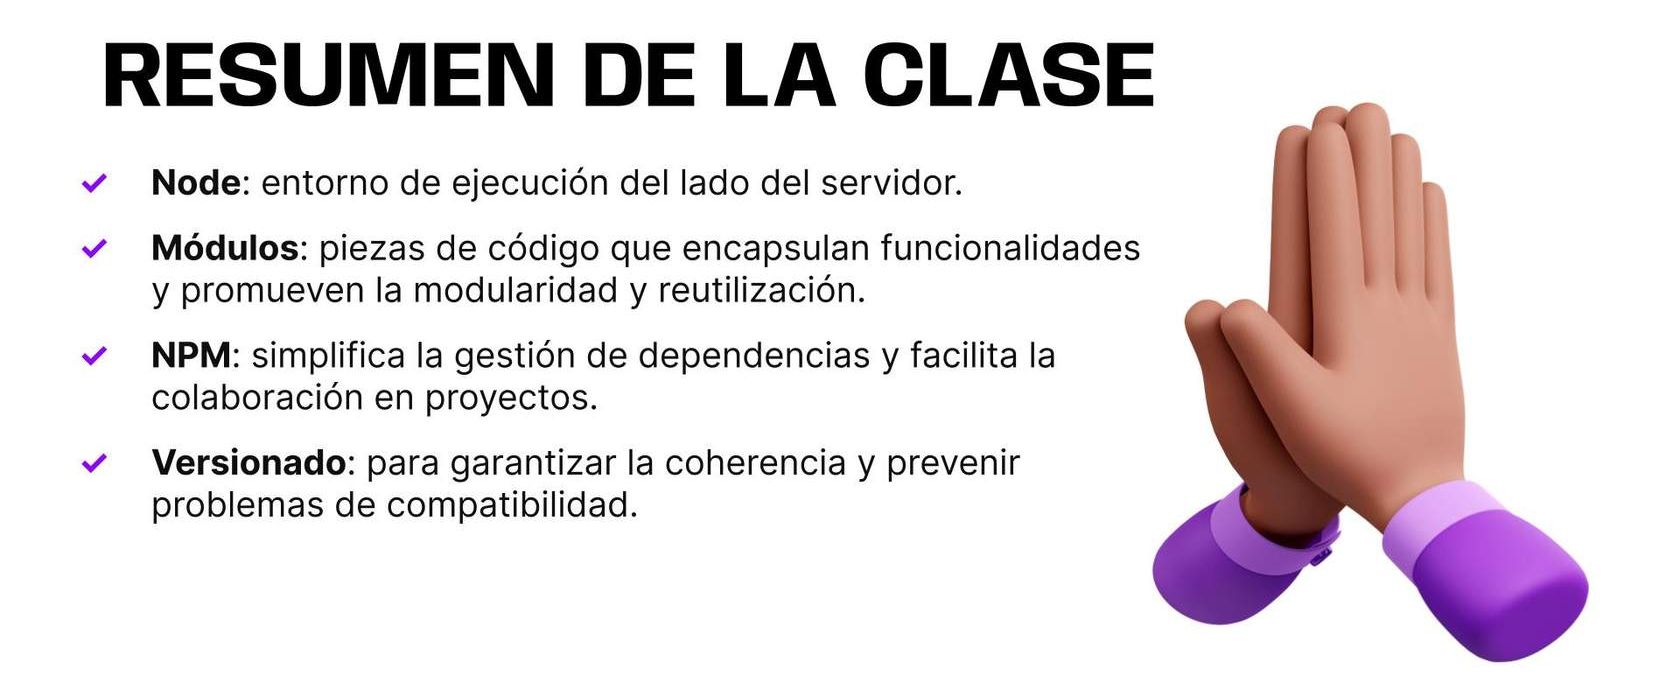 RESUMEN DE LA CLASE
Node: entorno de ejecución del lado del servidor.
Módulos: piezas de código que encapsulan funcionalidades
y promueven la modularidad y reutilización.
NPM: simplifica la gestión de dependencias y facilita la
colaboración en proyectos.
Versionado: para garantizar la coherencia y prevenir
problemas de compatibilidad.